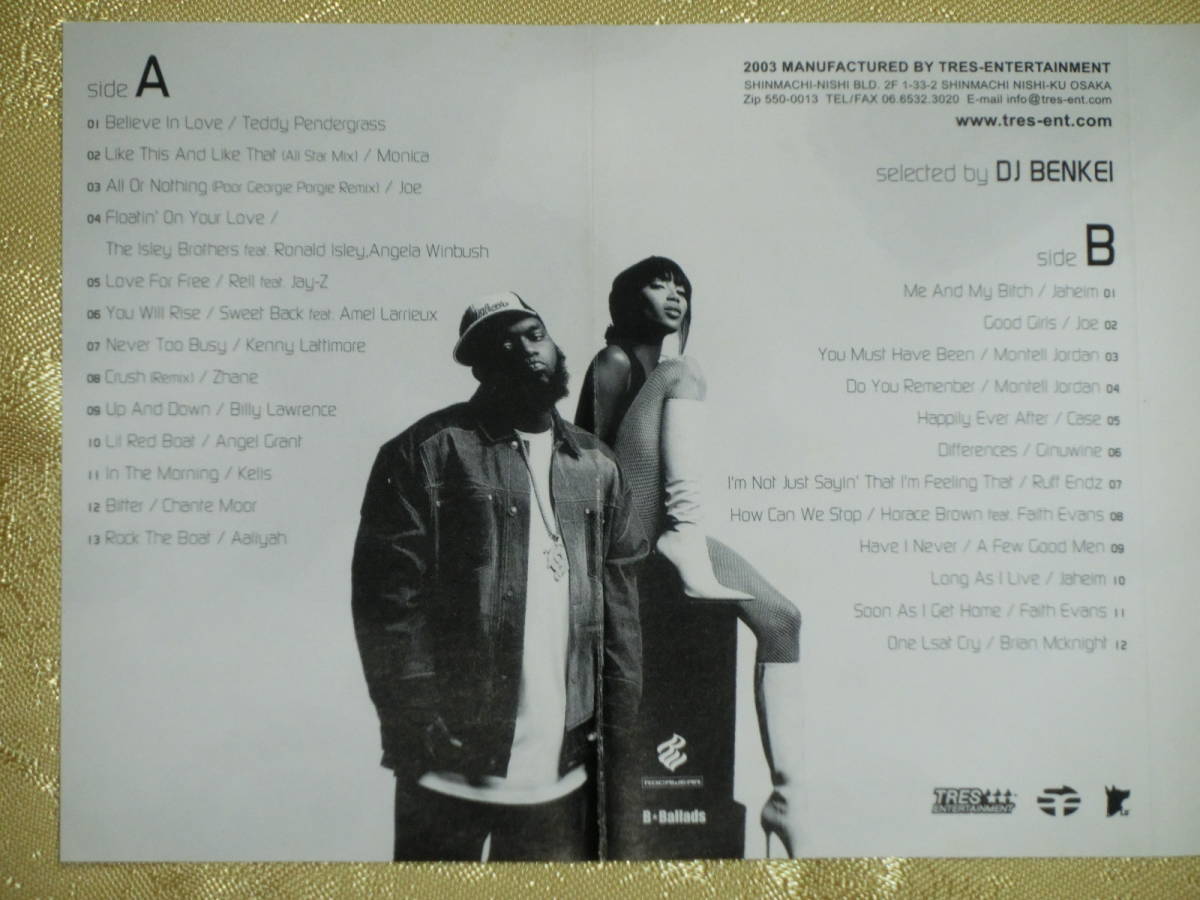 side A
01 Believe In Love / Teddy Pendergrass
02 Like This And Like That (All Star Mix) / Monica
03 All Or Nothing (Poor Georgie Porgie Remix) / Joe
04 Floatin' On Your Love /
The Isley Brothers feat. Ronald Isley,Angela Winbush
05 Love For Free / Rell feat. Jay-Z
06 You Will Rise / Sweet Back feat. Amel Larrieux
07 Never Too Busy / Kenny Lattimore
08 Crush (Remix) / Zhane
09 Up And Down / Billy Lawrence
10 Lil Red Boat / Angel Grant
11 In The Morning / Kelis
12 Bitter / Chante Moor
13 Rock The Boat / Aaliyah
2003 MANUFACTURED BY TRES-ENTERTAINMENT
SHINMACHI-NISHI BLD. 2F 1-33-2 SHINMACHI NISHI-KU OSAKA
Zip 550-0013 TEL/FAX 06.6532.3020 E-mail info@tres-ent.com
www.tres-ent.com
selected by DJ BENKEI
side B
Me And My Bitch / Jaheim 01
Good Girls / Joe 02
You Must Have Been / Montell Jordan 03
Do You Remenber / Montell Jordan 04
Happily Ever After / Case 05
Differences / Ginuwine 06
I'm Not Just Sayin' That I'm Feeling That / Ruff Endz 07
How Can We Stop / Horace Brown feat. Faith Evans 08
Have I Never / A Few Good Men 09
Long As I Live / Jaheim 10
Soon As I Get Home / Faith Evans 11
One Lsat Cry / Brian Mcknight 12
ROCAWEAR
B★Ballads
TRES★★★
ENTERTAINMENT